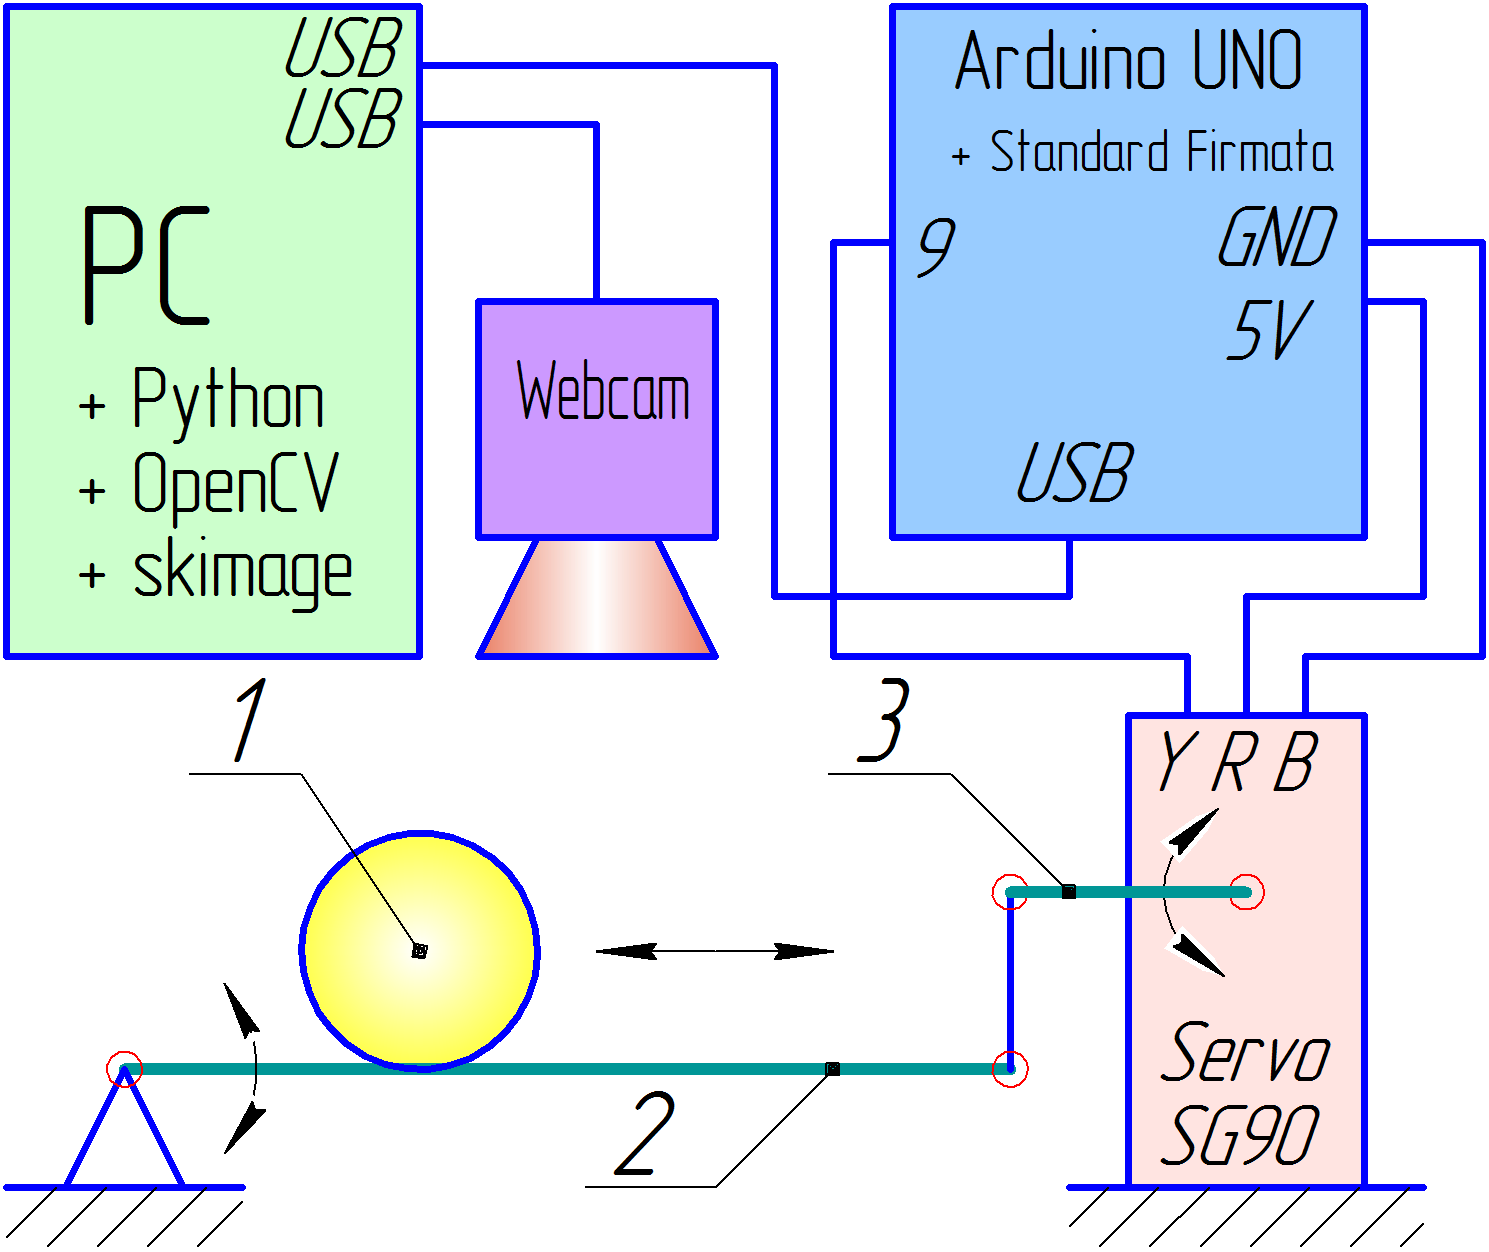 USB
USB
PC
+ Python
+ OpenCV
+ skimage
Webcam
Arduino UNO
+ Standard Firmata
9
GND
5V
USB
1
3
Y R B
2
Servo
SG90